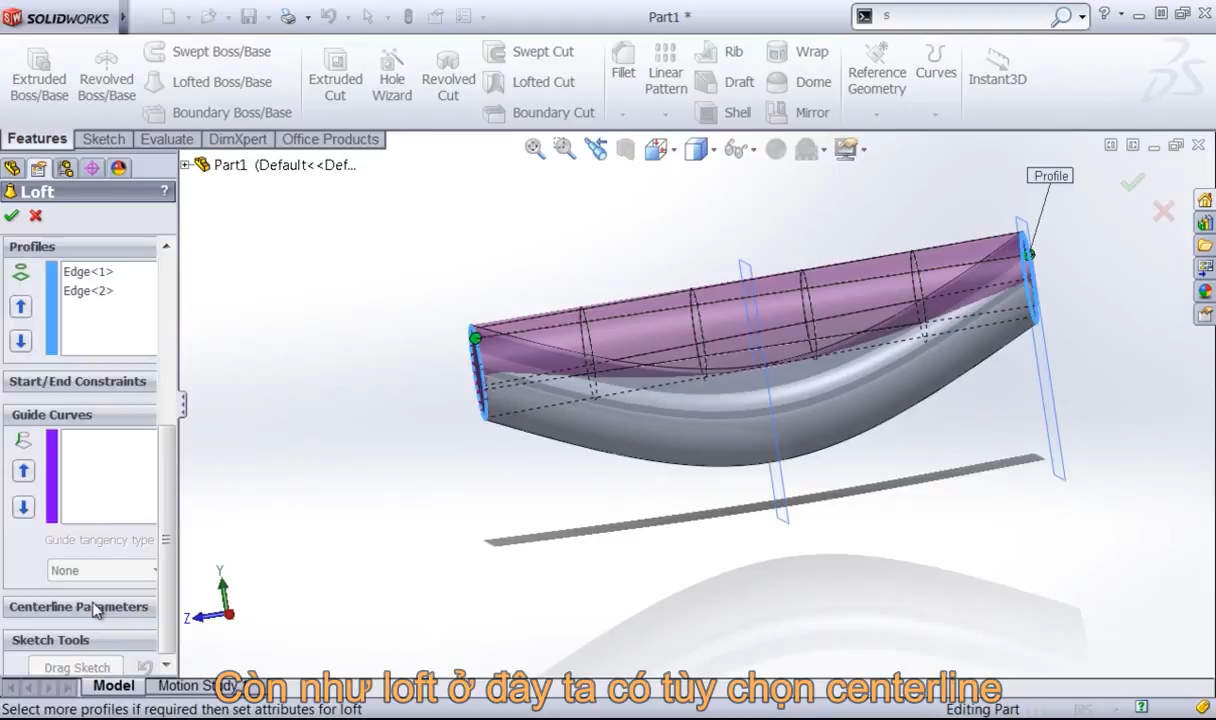 SOLIDWORKS
Part1 *
s
Extruded Boss/Base
Revolved Boss/Base
Swept Boss/Base
Lofted Boss/Base
Boundary Boss/Base
Extruded Cut
Hole Wizard
Revolved Cut
Swept Cut
Lofted Cut
Boundary Cut
Fillet
Linear Pattern
Rib
Draft
Shell
Wrap
Dome
Mirror
Reference Geometry
Curves
Instant3D
Features
Sketch
Evaluate
DimXpert
Office Products
Part1 (Default<<Def...
Loft
?
Profiles
Edge<1>
Edge<2>
Start/End Constraints
Guide Curves
Guide tangency type
None
Centerline Parameters
Sketch Tools
Drag Sketch
Profile
Y
Z
Model
Motion Study
Còn như loft ở đây ta có tùy chọn centerline
Select more profiles if required then set attributes for loft
Editing Part